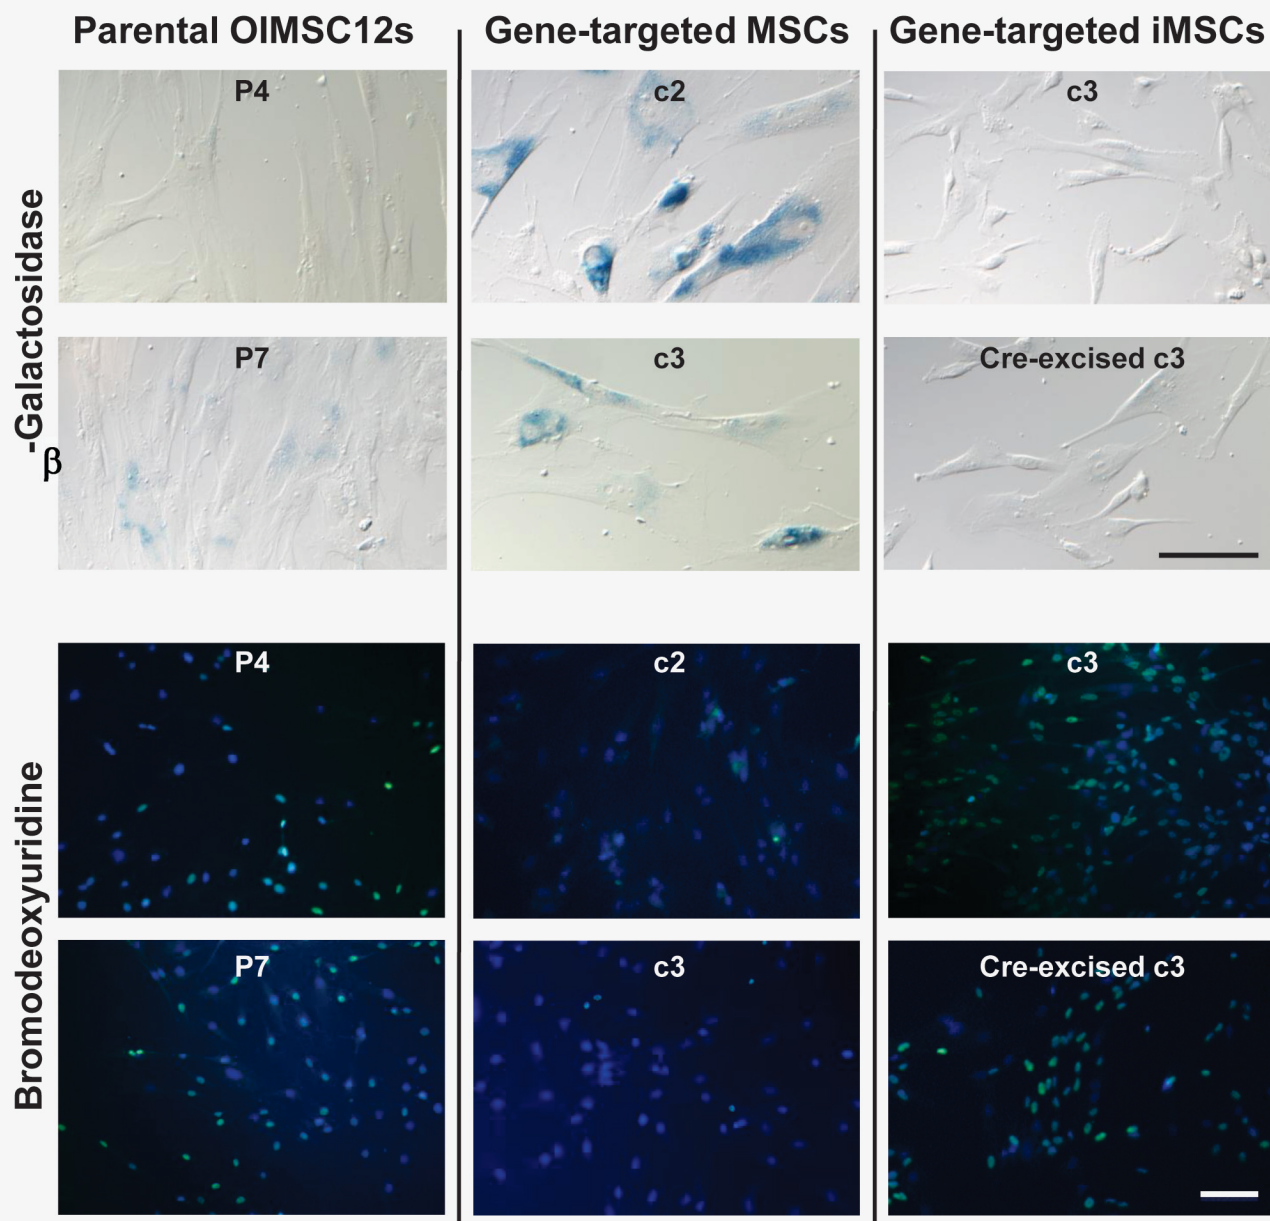 Parental OIMSC12s
Gene-targeted MSCs
Gene-targeted iMSCs
β-Galactosidase
P4
c2
c3
P7
c3
Cre-excised c3
Bromodeoxyuridine
P4
c2
c3
P7
c3
Cre-excised c3